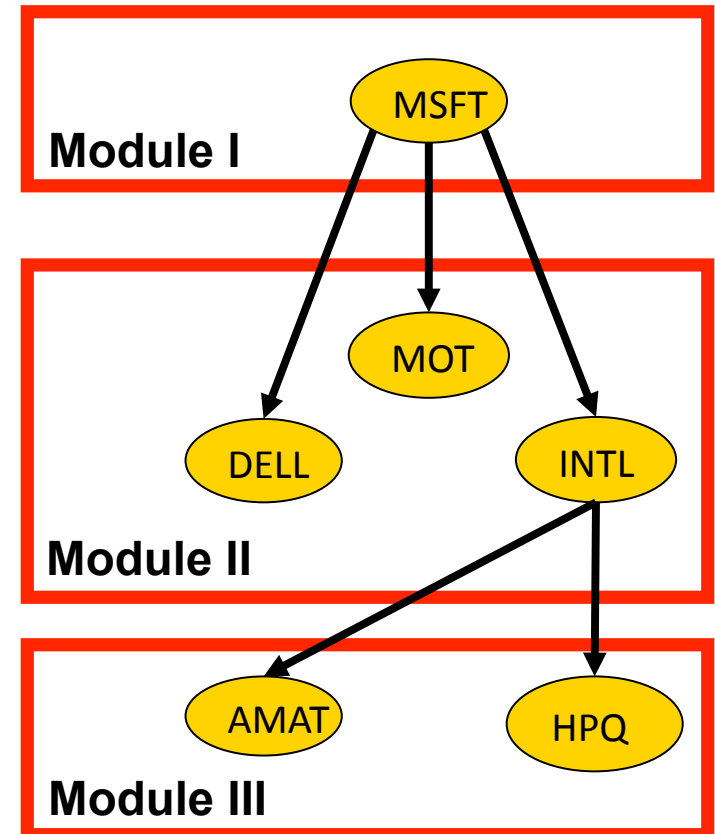 MSFT
Module I
MOT
DELL
INTL
Module II
AMAT
HPQ
Module III